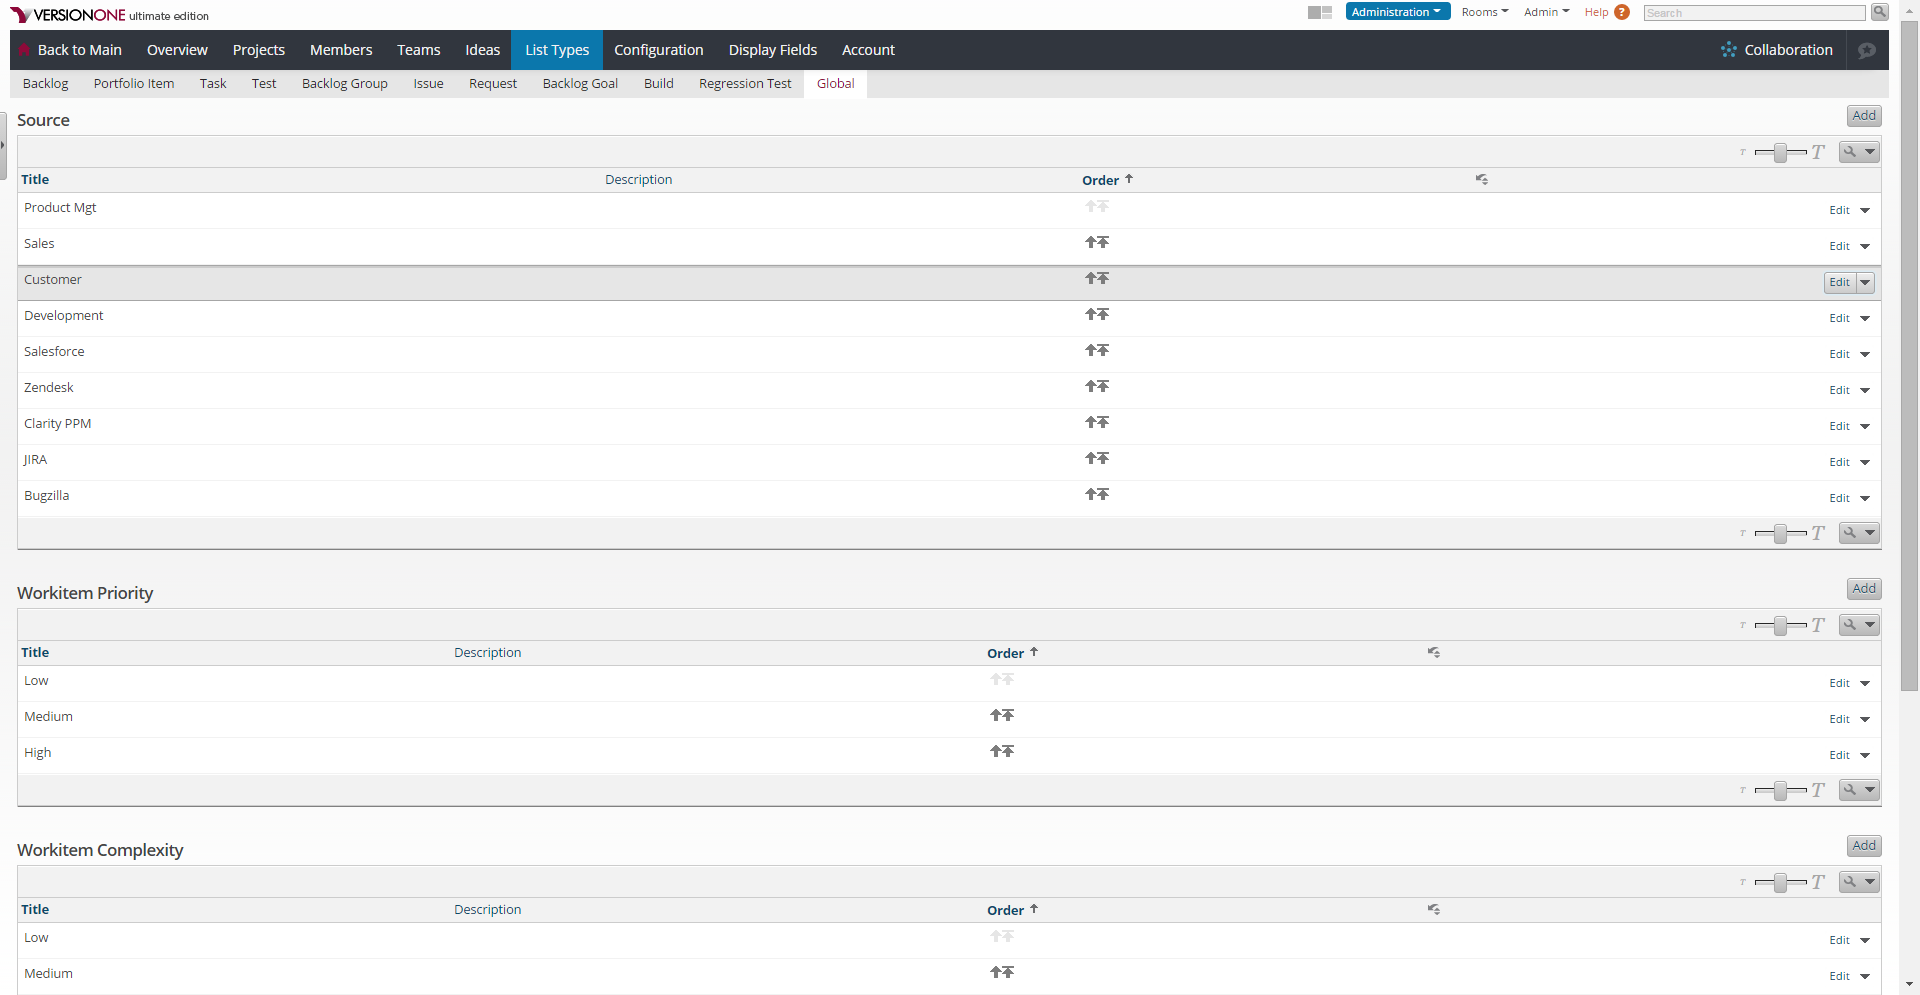 VERSIONONE ultimate edition Administration Rooms Admin Help ? Search
Back to Main Overview Projects Members Teams Ideas List Types Configuration Display Fields Account Collaboration
Backlog Portfolio Item Task Test Backlog Group Issue Request Backlog Goal Build Regression Test Global
Source Add
T T
Title Description Order
Product Mgt Edit
Sales Edit
Customer Edit
Development Edit
Salesforce Edit
Zendesk Edit
Clarity PPM Edit
JIRA Edit
Bugzilla Edit
T T
Workitem Priority Add
T T
Title Description Order
Low Edit
Medium Edit
High Edit
T T
Workitem Complexity Add
T T
Title Description Order
Low Edit
Medium Edit